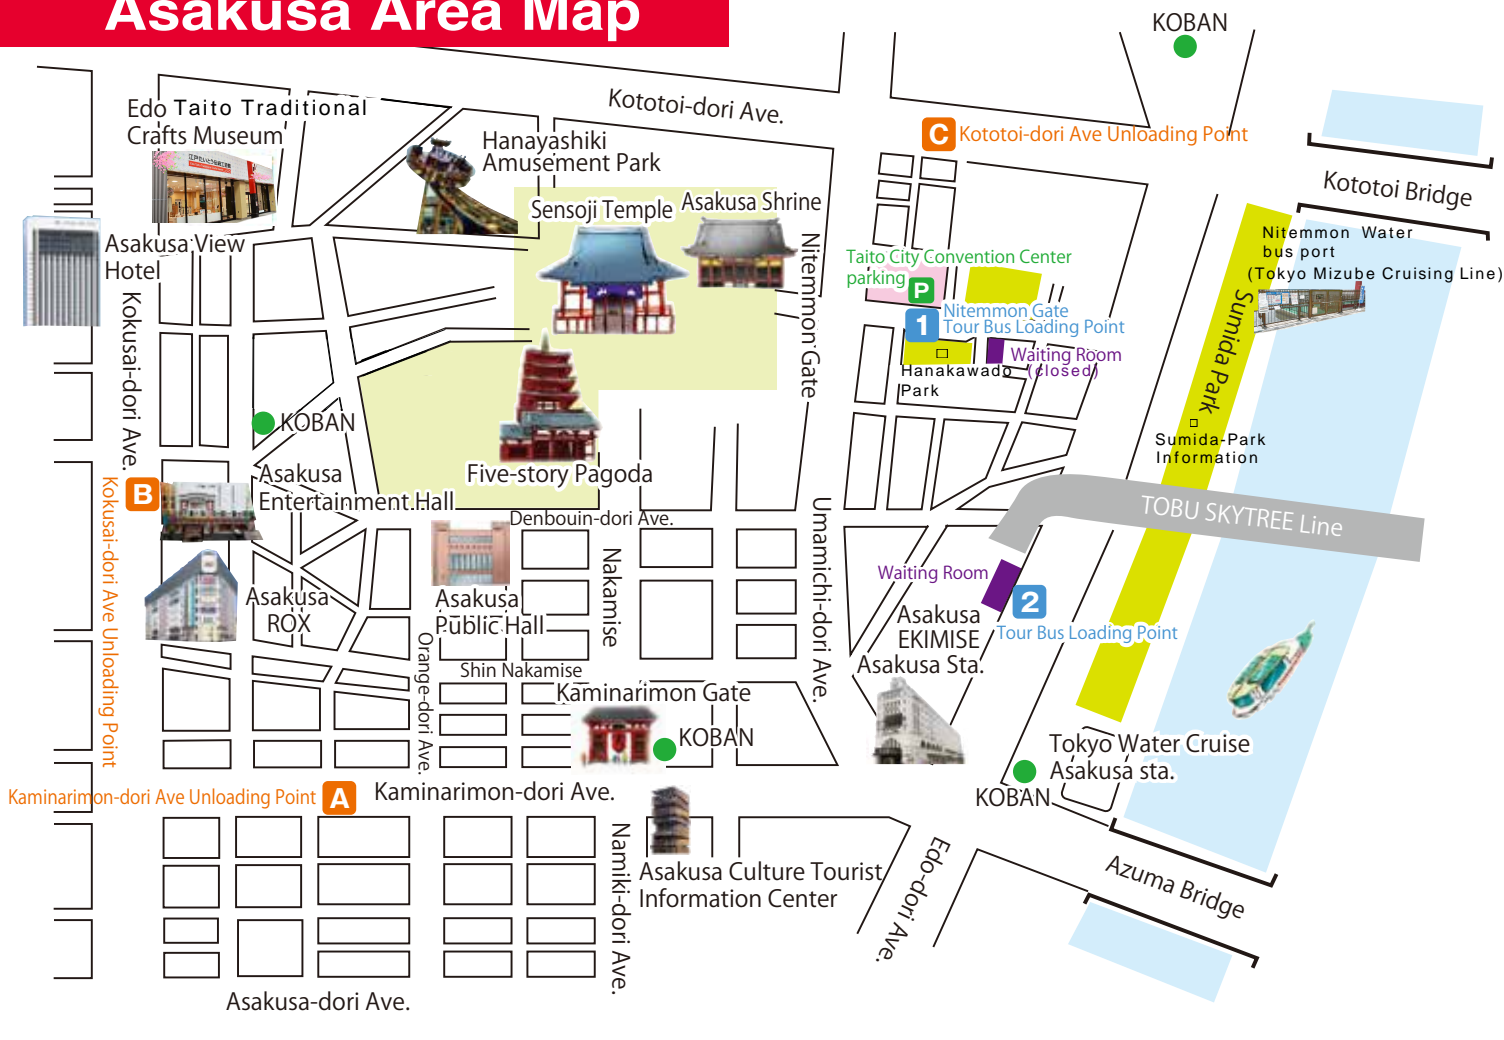 Asakusa Area Map
KOBAN
Kototoi-dori Ave.
C
Kototoi-dori Ave Unloading Point
Edo Taito Traditional
Crafts Museum
Hanayashiki
Amusement Park
Kototoi Bridge
Sensoji Temple
Asakusa Shrine
Nitemmon Water
bus port
(Tokyo Mizube Cruising Line)
Asakusa View
Hotel
Taito City Convention Center
parking
P
Nitemmon Gate
1
Nitemmon Gate
Tour Bus Loading Point
Sumida Park
Kokusai-dori Ave.
Waiting Room
(closed)
Hanakawado
Park
KOBAN
Sumida-Park
Information
Five-story Pagoda
Asakusa
Entertainment Hall
B
Kokusai-dori Ave Unloading Point
Denbouin-dori Ave.
TOBU SKYTREE Line
Umamichi-dori Ave.
Nakamise
Waiting Room
2
Tour Bus Loading Point
Asakusa
ROX
Asakusa
Public Hall
Asakusa
EKIMISE
Asakusa Sta.
Orange-dori Ave.
Shin Nakamise
Kaminarimon Gate
KOBAN
Tokyo Water Cruise
Asakusa sta.
KOBAN
Kaminarimon-dori Ave Unloading Point
A
Kaminarimon-dori Ave.
Namiki-dori Ave.
Asakusa Culture Tourist
Information Center
Edo-dori Ave.
Azuma Bridge
Asakusa-dori Ave.